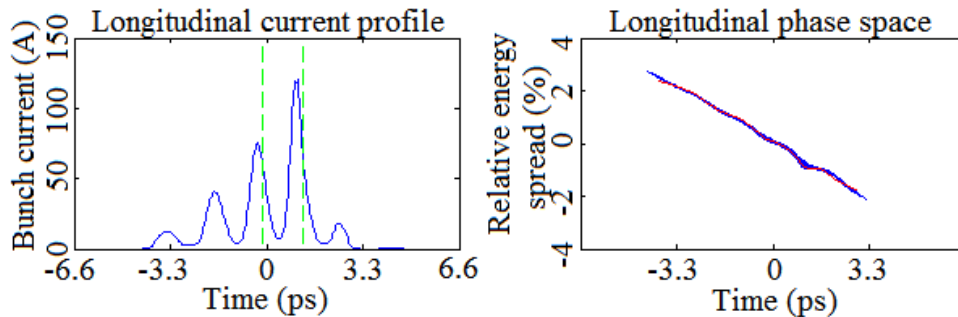 Longitudinal current profile
Bunch current (A)
150
100
50
0
-6.6 -3.3 0 3.3 6.6
Time (ps)
Longitudinal phase space
Relative energy
spread (%)
4
2
0
-2
-4
-3.3 0 3.3
Time (ps)